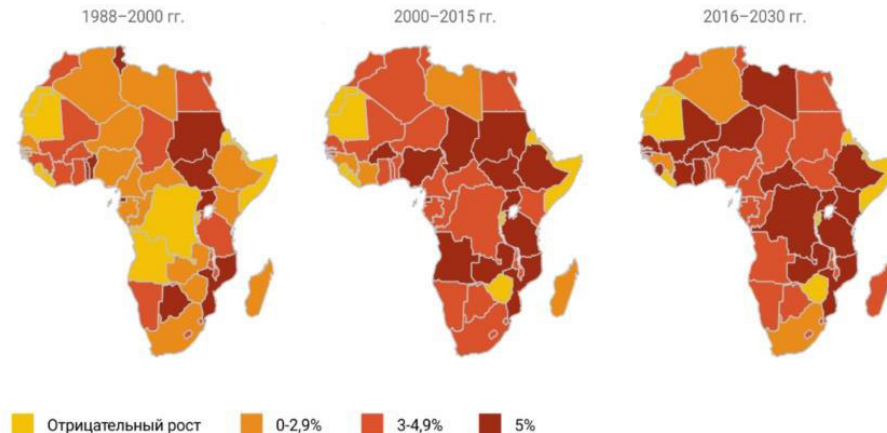 1988–2000 гг.
2000–2015 гг.
2016–2030 гг.
Отрицательный рост
0-2,9%
3-4,9%
5%